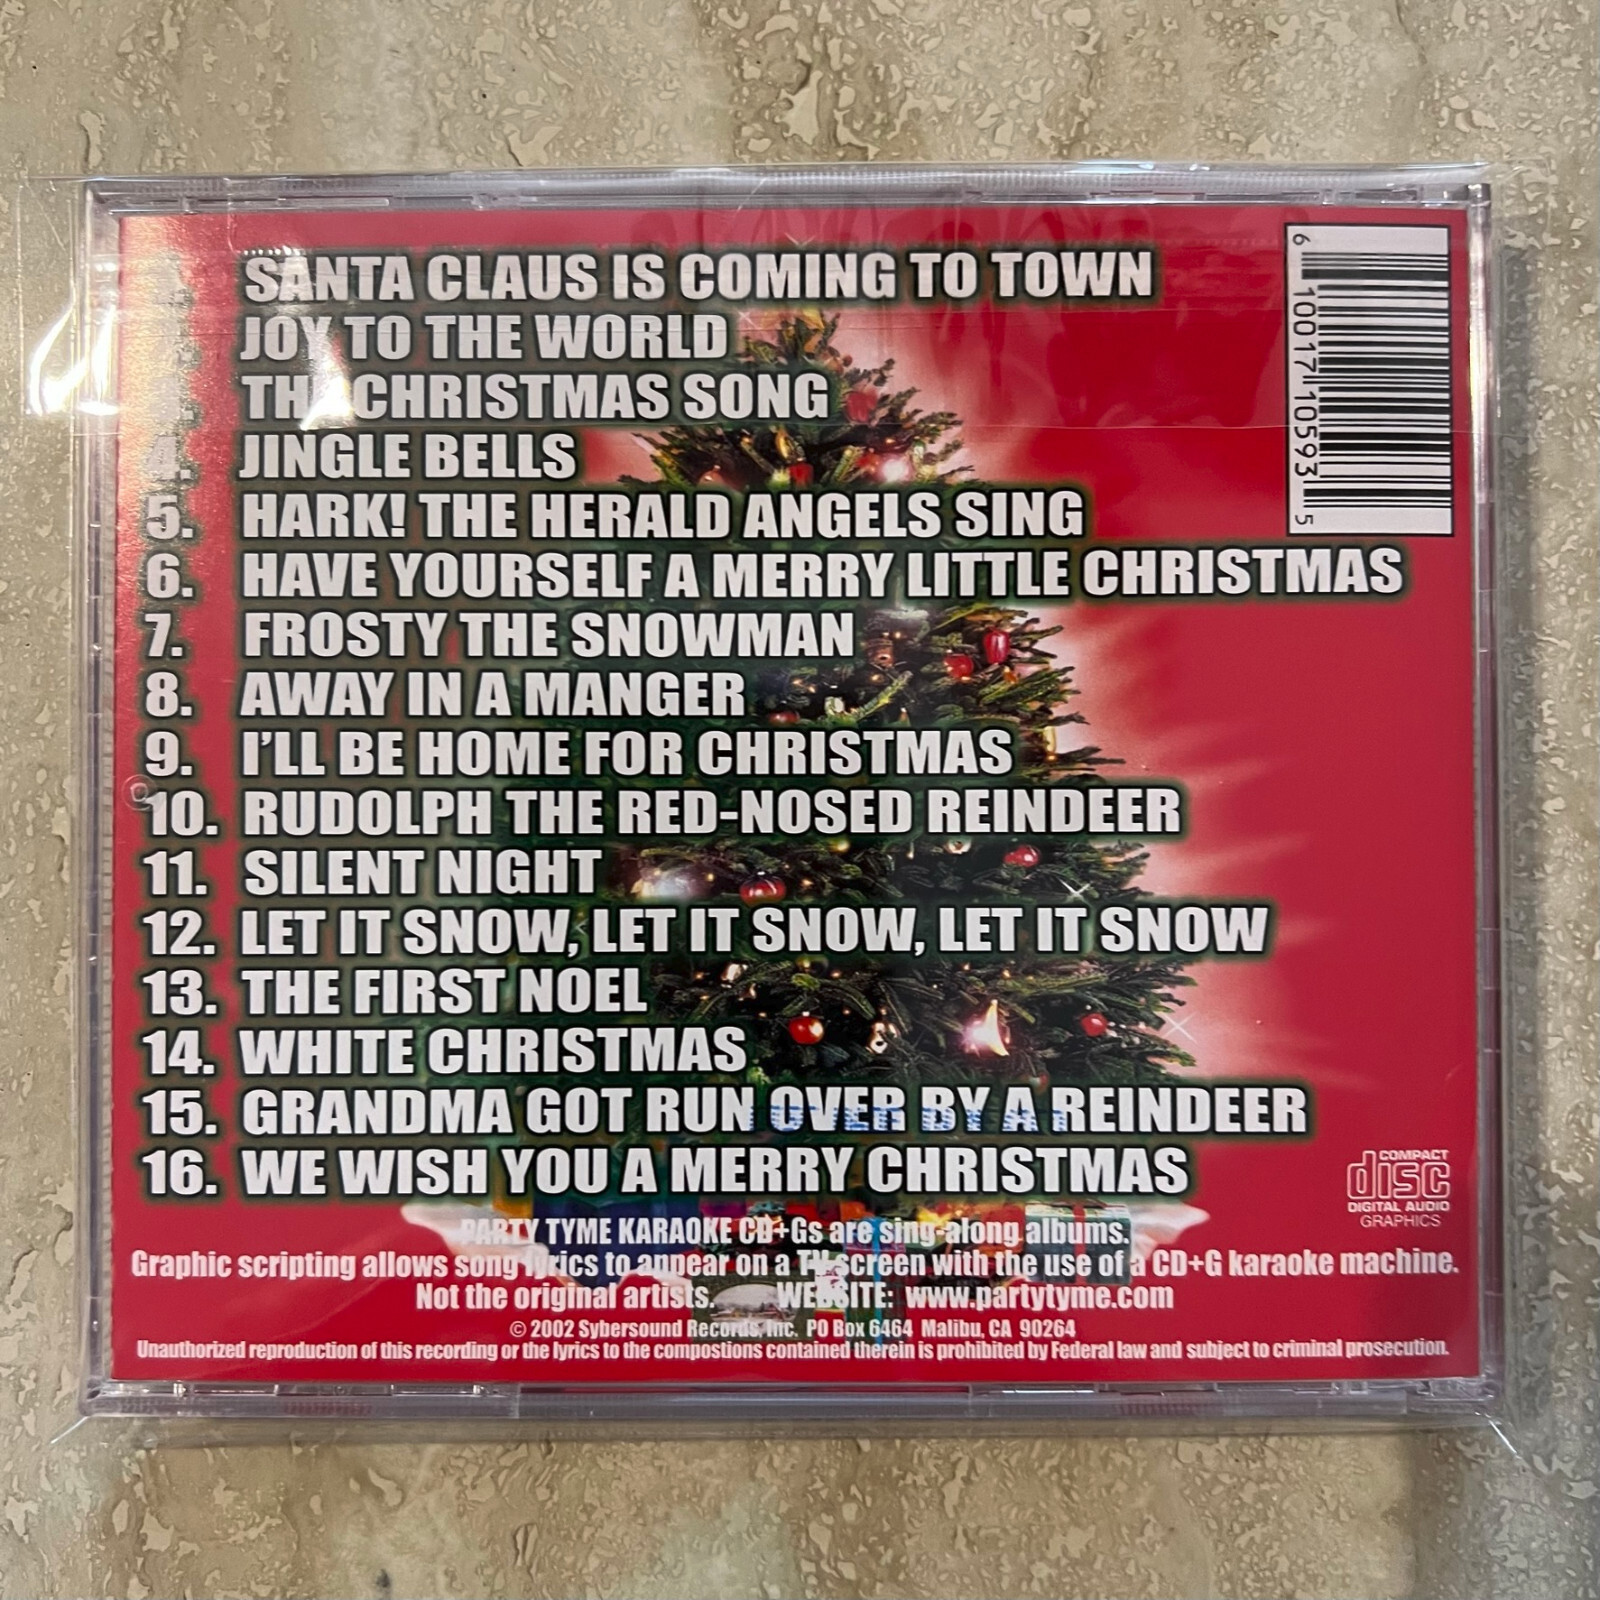 SANTA CLAUS IS COMING TO TOWN
JOY TO THE WORLD
THE CHRISTMAS SONG
4. JINGLE BELLS
5. HARK! THE HERALD ANGELS SING
6. HAVE YOURSELF A MERRY LITTLE CHRISTMAS
7. FROSTY THE SNOWMAN
8. AWAY IN A MANGER
9. I'LL BE HOME FOR CHRISTMAS
10. RUDOLPH THE RED-NOSED REINDEER
11. SILENT NIGHT
12. LET IT SNOW, LET IT SNOW, LET IT SNOW
13. THE FIRST NOEL
14. WHITE CHRISTMAS
15. GRANDMA GOT RUN OVER BY A REINDEER
16. WE WISH YOU A MERRY CHRISTMAS
6 10017 10593 5
COMPACT
disc
DIGITAL AUDIO
GRAPHICS
PARTY TYME KARAOKE CD+Gs are sing-along albums.
Graphic scripting allows song lyrics to appear on a TV screen with the use of a CD+G karaoke machine.
Not the original artists. WEBSITE: www.partytyme.com
© 2002 Sybersound Records, Inc. PO Box 6464 Malibu, CA 90264
Unauthorized reproduction of this recording or the lyrics to the compostions contained therein is prohibited by Federal law and subject to criminal prosecution.